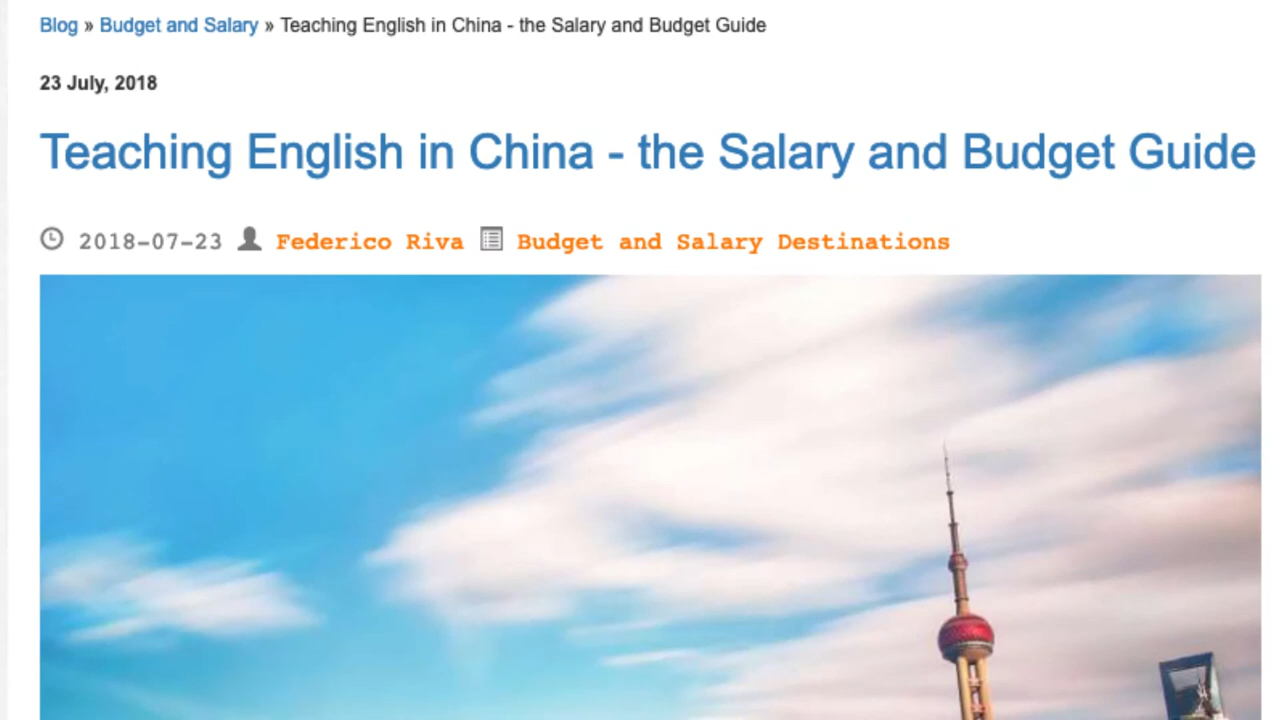 Blog » Budget and Salary » Teaching English in China - the Salary and Budget Guide
23 July, 2018
Teaching English in China - the Salary and Budget Guide
2018-07-23 Federico Riva Budget and Salary Destinations